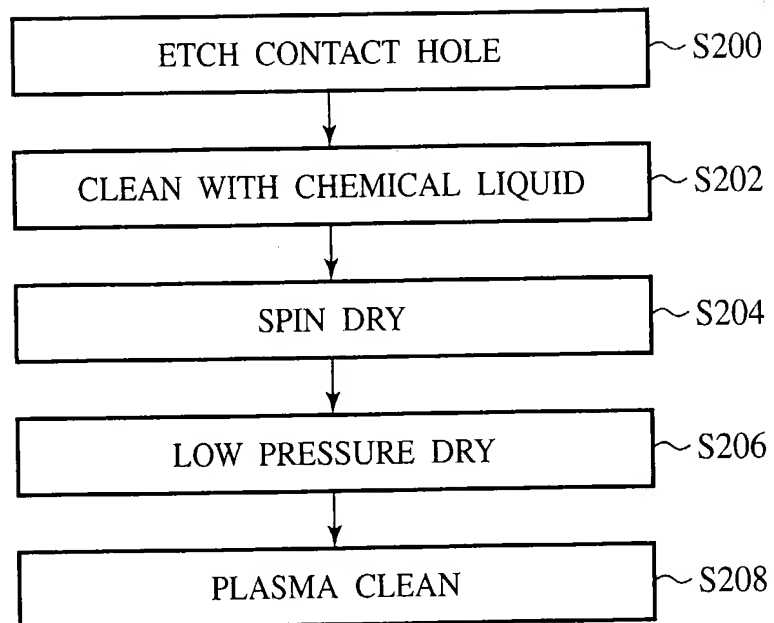 ETCH CONTACT HOLE S200
CLEAN WITH CHEMICAL LIQUID S202
SPIN DRY S204
LOW PRESSURE DRY S206
PLASMA CLEAN S208